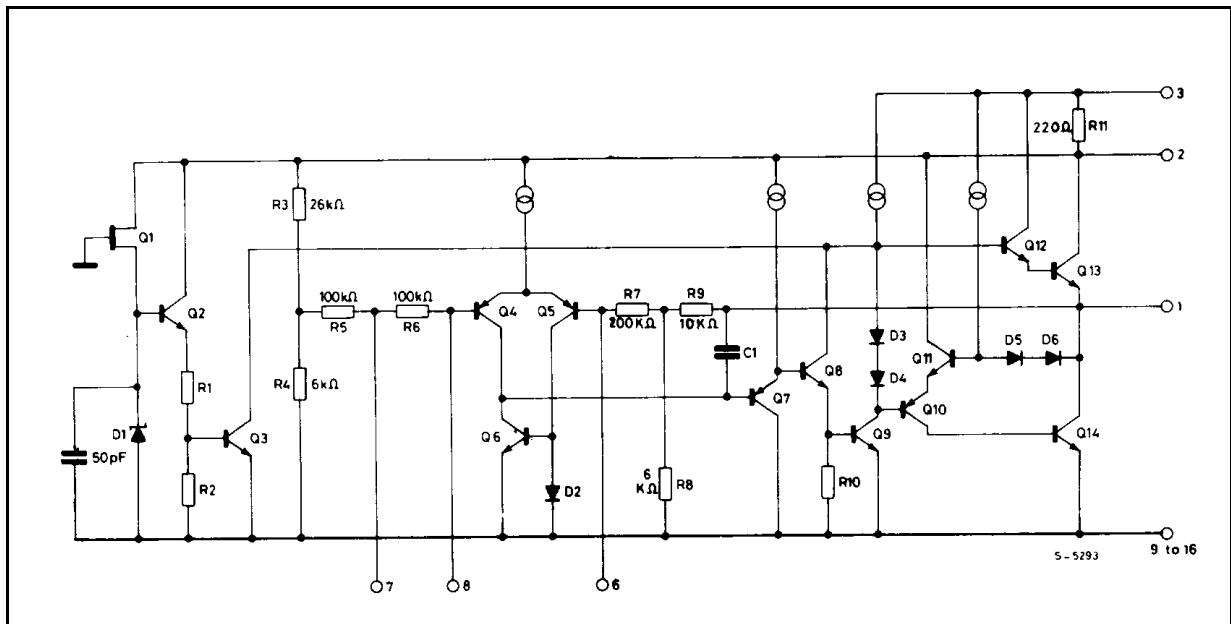 3
220Ω R11
2
R3 26kΩ
Q1
Q12
Q13
100kΩ 100kΩ
R7 R9
1
Q2
R5 R6
Q4 Q5
200KΩ 10KΩ
D3
D5 D6
R1
R4 6kΩ
C1
Q8
Q11
D4
Q7
Q10
D1
Q3
Q6
Q9
Q14
50pF
6
KΩ R8
R2
D2
R10
S-5293
9 to 16
7 8 6